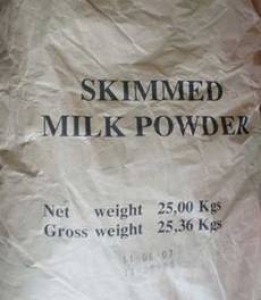 SKIMMED
MILK POWDER
Net weight 25,00 Kgs
Gross weight 25,36 Kgs